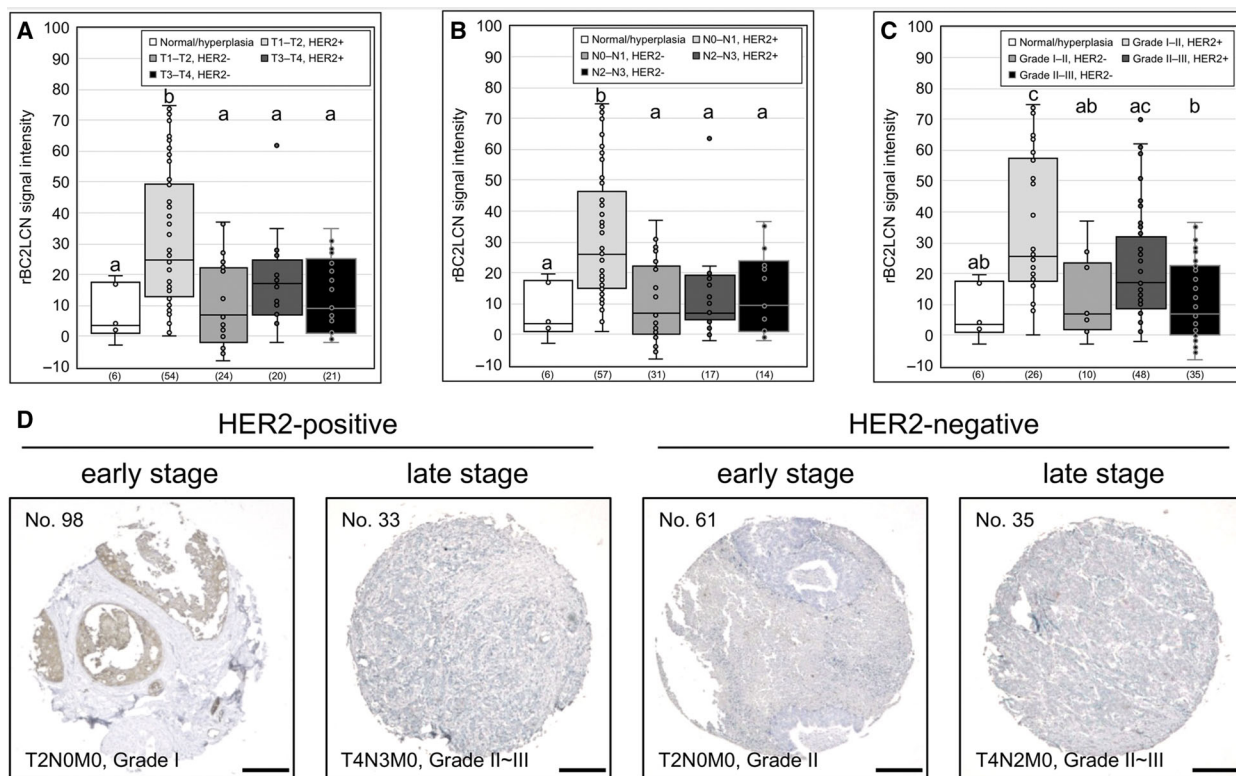 A
rBC2LCN signal intensity
100
90
80
70
60
50
40
30
20
10
0
−10
Normal/hyperplasia T1–T2, HER2+
T1–T2, HER2- T3–T4, HER2+
T3–T4, HER2-
a b a a a
(6) (54) (24) (20) (21)
B
rBC2LCN signal intensity
100
90
80
70
60
50
40
30
20
10
0
−10
Normal/hyperplasia N0–N1, HER2+
N0–N1, HER2- N2–N3, HER2+
N2–N3, HER2-
a b a a a
(6) (57) (31) (17) (14)
C
rBC2LCN signal intensity
100
90
80
70
60
50
40
30
20
10
0
−10
Normal/hyperplasia Grade I–II, HER2+
Grade I–II, HER2- Grade II–III, HER2+
Grade II–III, HER2-
ab c ab ac b
(6) (26) (10) (48) (35)
D
HER2-positive HER2-negative
early stage late stage early stage late stage
No. 98 No. 33 No. 61 No. 35
T2N0M0, Grade I T4N3M0, Grade II~III T2N0M0, Grade II T4N2M0, Grade II~III